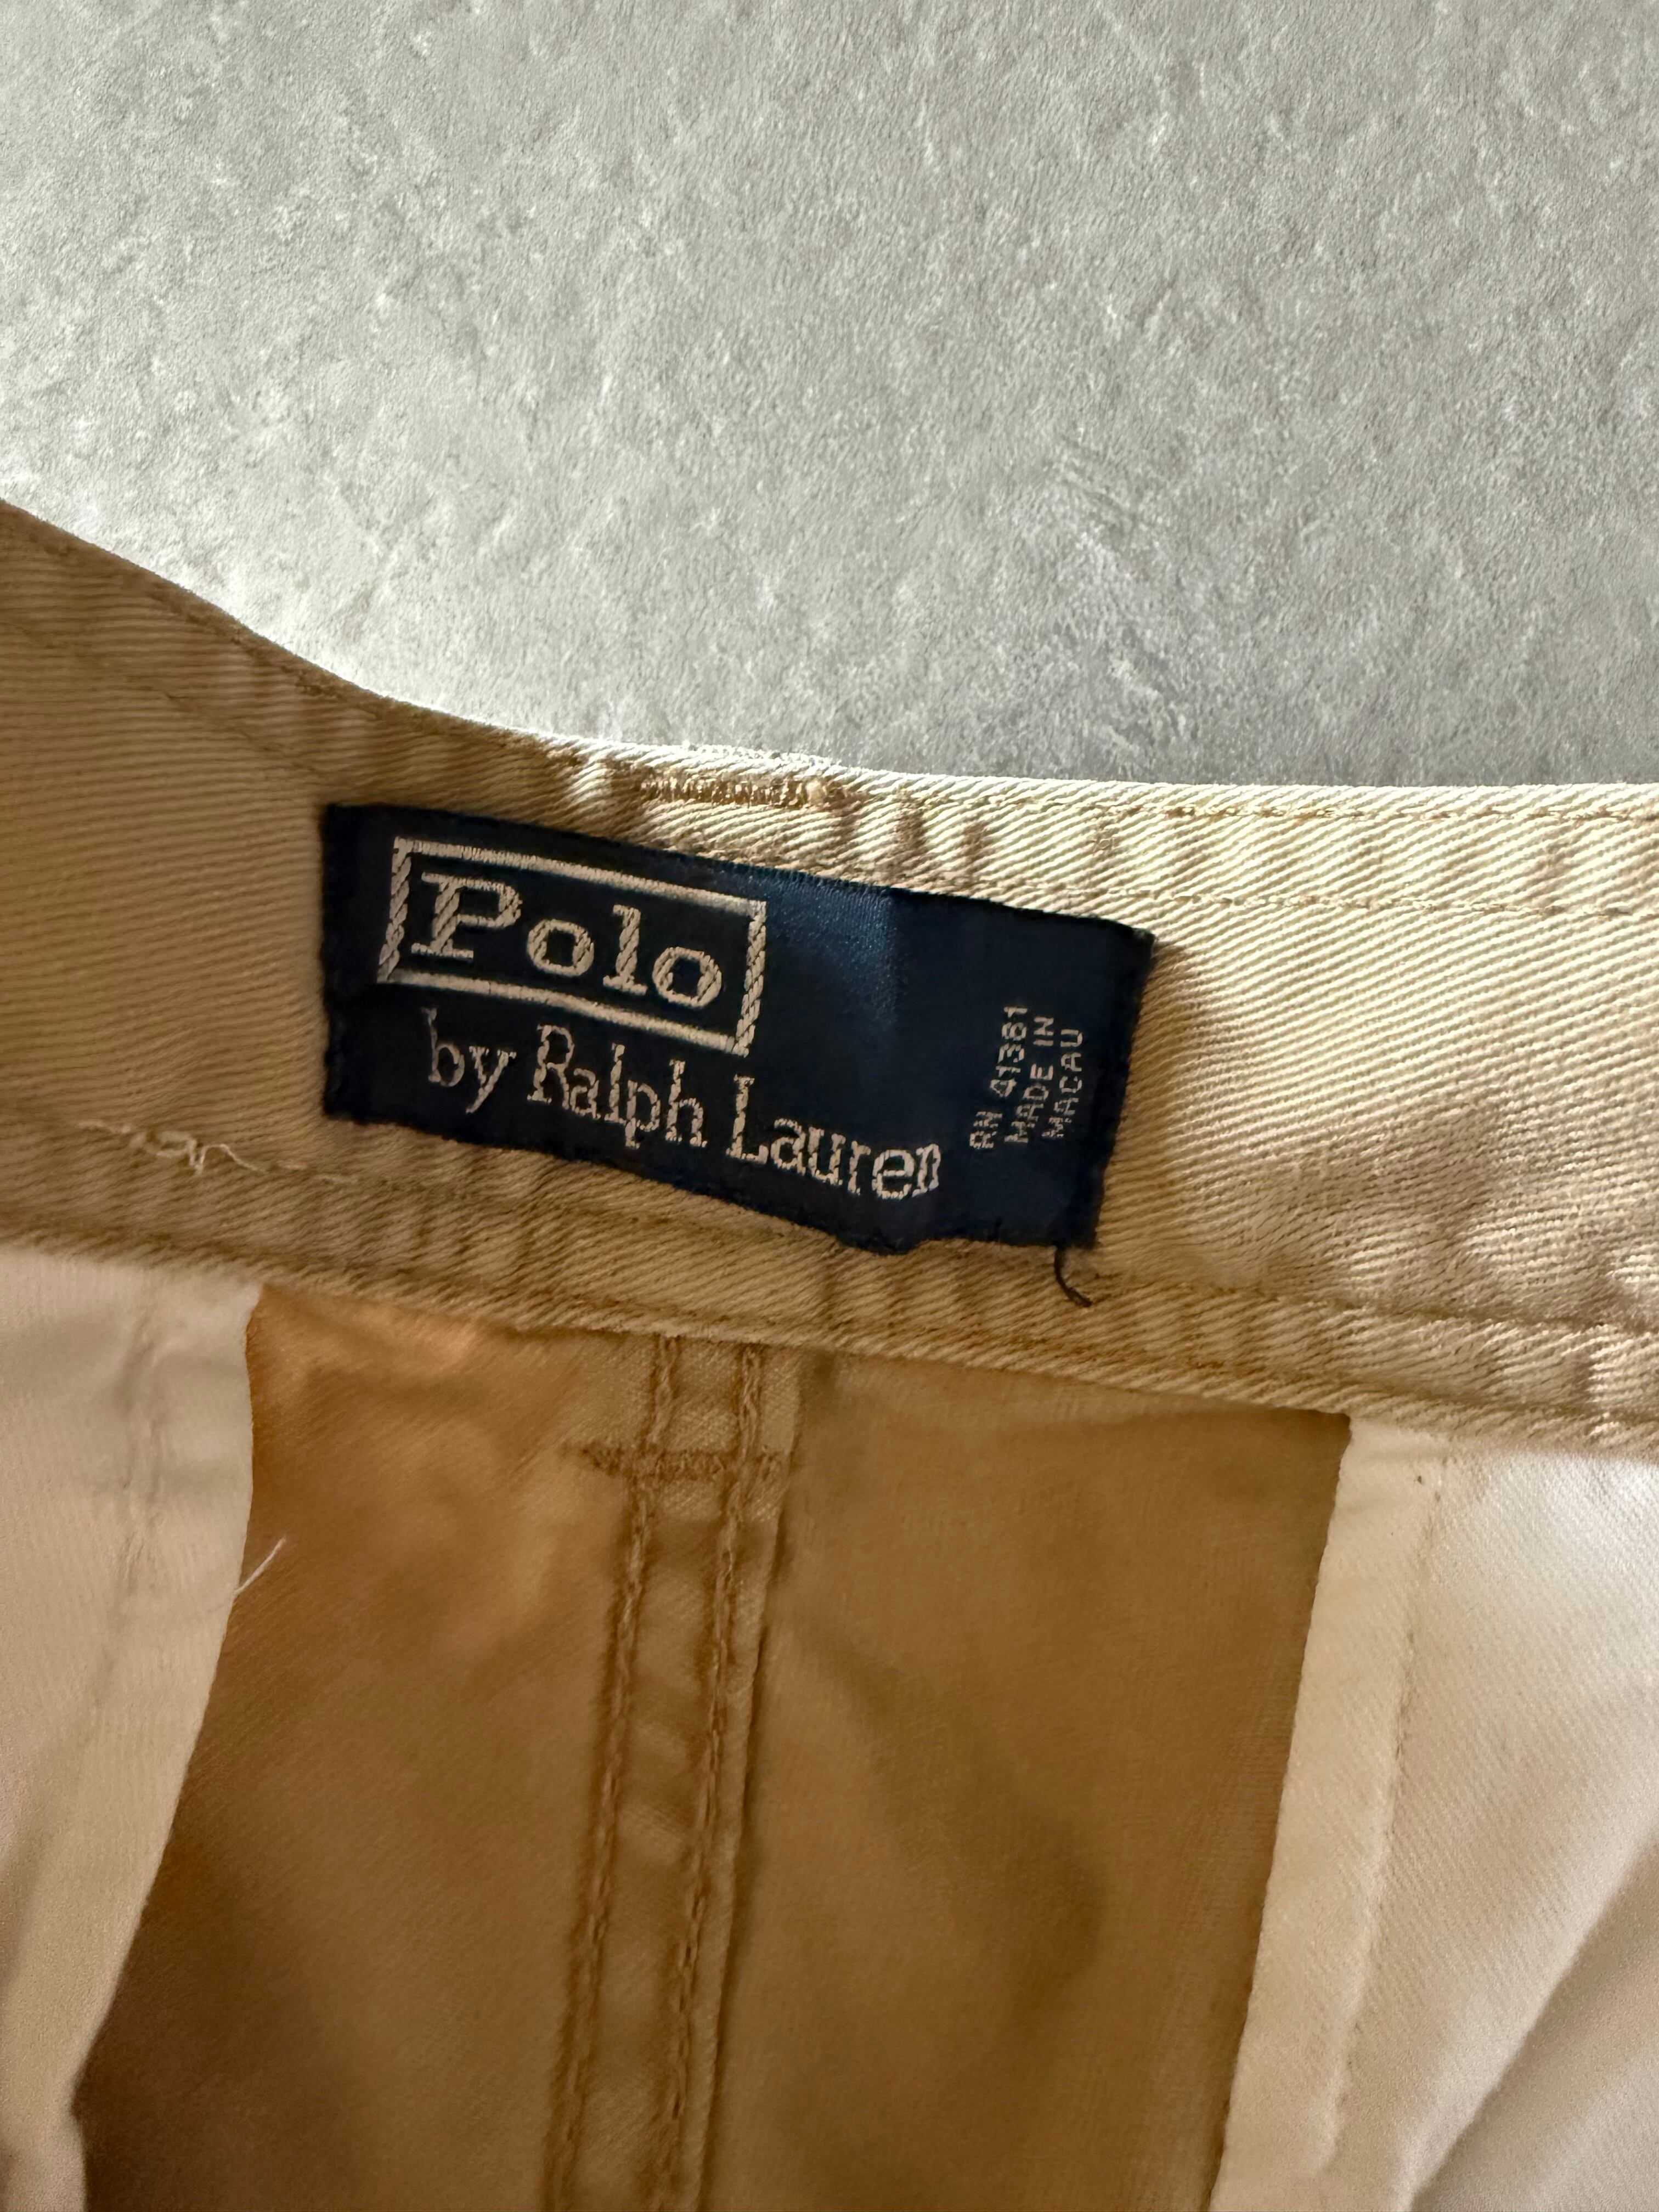 Polo
by Ralph Lauren
RN 41381
MADE IN
MACAU